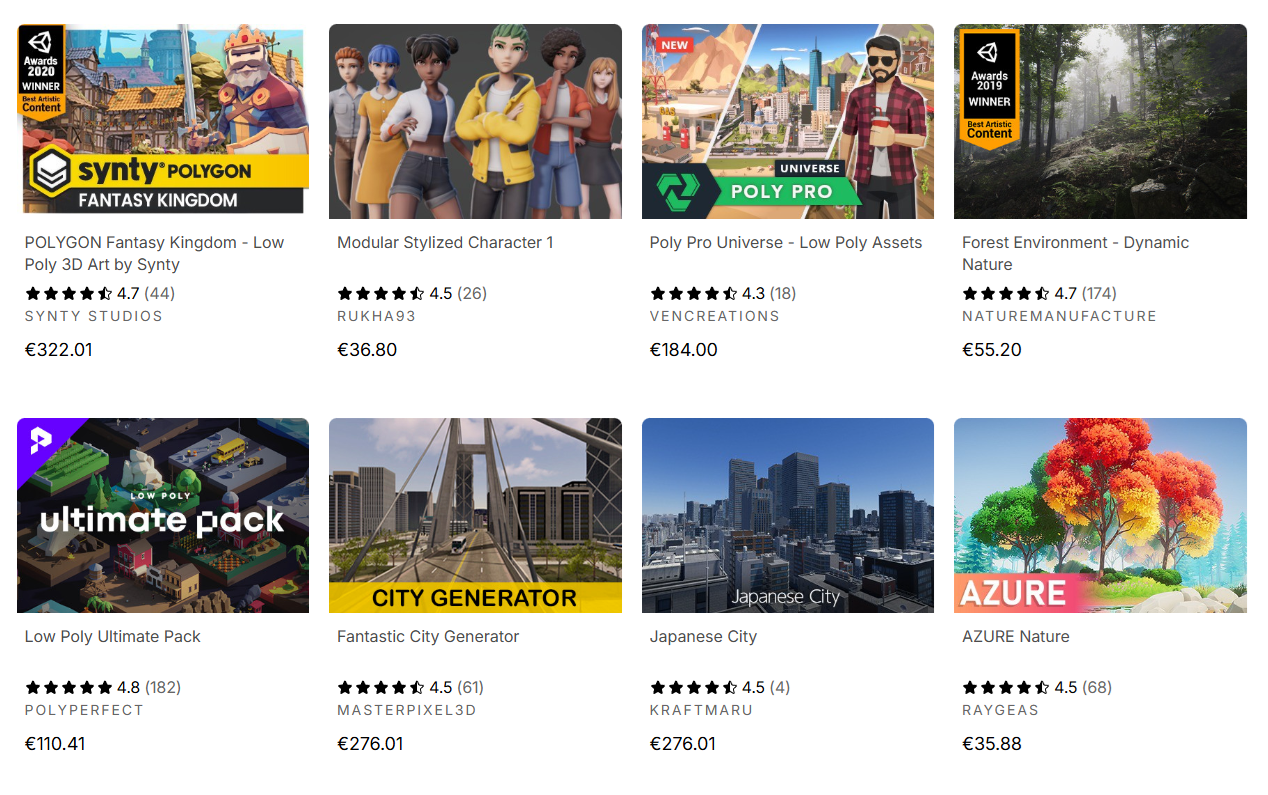 Awards
2020
WINNER
Best Artistic
Content
synty® POLYGON
FANTASY KINGDOM
NEW
UNIVERSE
POLY PRO
Awards
2019
WINNER
Best Artistic
Content
POLYGON Fantasy Kingdom - Low
Poly 3D Art by Synty
4.7 (44)
SYNTY STUDIOS
€322.01
Modular Stylized Character 1
4.5 (26)
RUKHA93
€36.80
Poly Pro Universe - Low Poly Assets
4.3 (18)
VENCREATIONS
€184.00
Forest Environment - Dynamic
Nature
4.7 (174)
NATUREMANUFACTURE
€55.20
LOW POLY
ultimate pack
CITY GENERATOR
Japanese City
AZURE
Low Poly Ultimate Pack
4.8 (182)
POLYPERFECT
€110.41
Fantastic City Generator
4.5 (61)
MASTERPIXEL3D
€276.01
Japanese City
4.5 (4)
KRAFTMARU
€276.01
AZURE Nature
4.5 (68)
RAYGEAS
€35.88